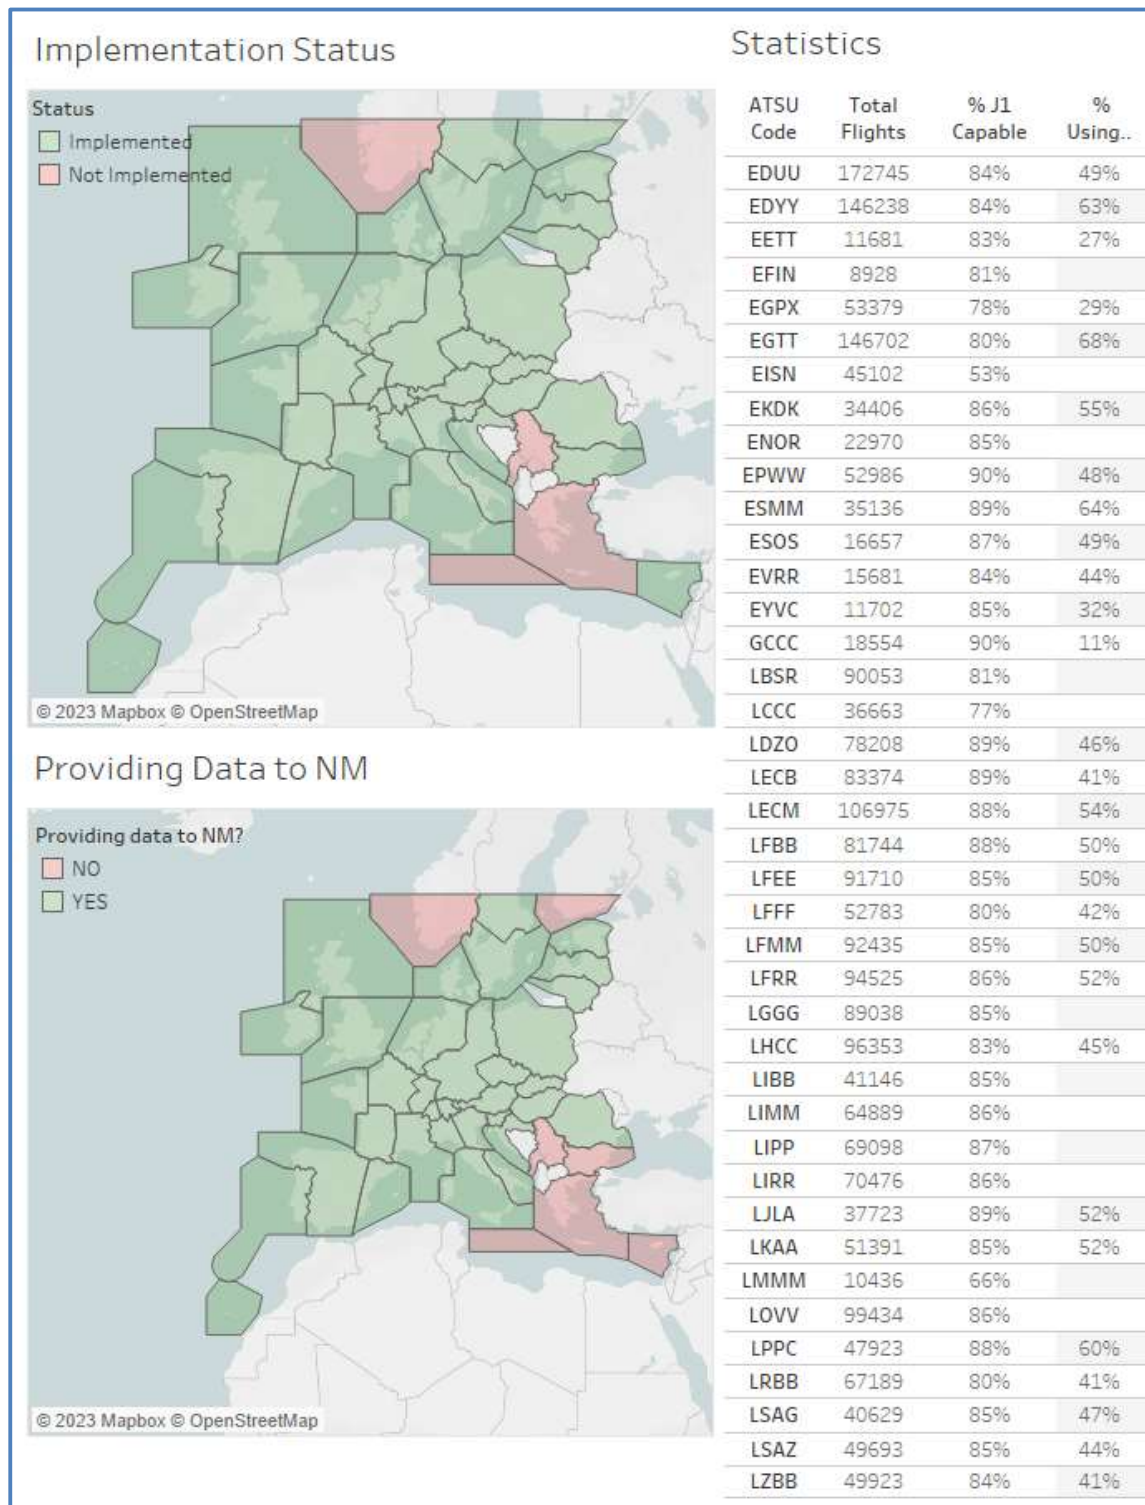 Implementation Status
Status
Implemented
Not Implemented
© 2023 Mapbox © OpenStreetMap
Providing Data to NM
Providing data to NM?
NO
YES
© 2023 Mapbox © OpenStreetMap
Statistics
ATSU Total % J1 %
Code Flights Capable Using..
EDUU 172745 84% 49%
EDYY 146238 84% 63%
EETT 11681 83% 27%
EFIN 8928 81%
EGPX 53379 78% 29%
EGTT 146702 80% 68%
EISN 45102 53%
EKDK 34406 86% 55%
ENOR 22970 85%
EPWW 52986 90% 48%
ESMM 35136 89% 64%
ESOS 16657 87% 49%
EVRR 15681 84% 44%
EYVC 11702 85% 32%
GCCC 18554 90% 11%
LBSR 90053 81%
LCCC 36663 77%
LDZO 78208 89% 46%
LECB 83374 89% 41%
LECM 106975 88% 54%
LFBB 81744 88% 50%
LFEE 91710 85% 50%
LFFF 52783 80% 42%
LFMM 92435 85% 50%
LFRR 94525 86% 52%
LGGG 89038 85%
LHCC 96353 83% 45%
LIBB 41146 85%
LIMM 64889 86%
LIPP 69098 87%
LIRR 70476 86%
LJLA 37723 89% 52%
LKAA 51391 85% 52%
LMMM 10436 66%
LOVV 99434 86%
LPPC 47923 88% 60%
LRBB 67189 80% 41%
LSAG 40629 85% 47%
LSAZ 49693 85% 44%
LZBB 49923 84% 41%